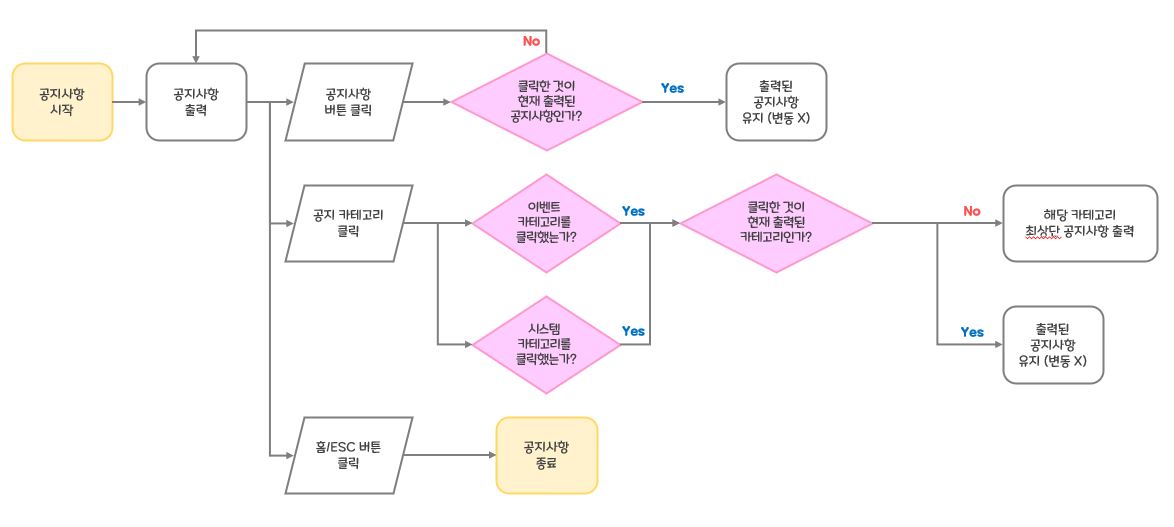 No
공지사항
시작
공지사항
출력
공지사항
버튼 클릭
클릭한 것이
현재 출력된
공지사항인가?
Yes
출력된
공지사항
유지 (변동 X)
공지 카테고리
클릭
이벤트
카테고리를
클릭했는가?
Yes
클릭한 것이
현재 출력된
카테고리인가?
No
해당 카테고리
최상단 공지사항 출력
시스템
카테고리를
클릭했는가?
Yes
Yes
출력된
공지사항
유지 (변동 X)
홈/ESC 버튼
클릭
공지사항
종료